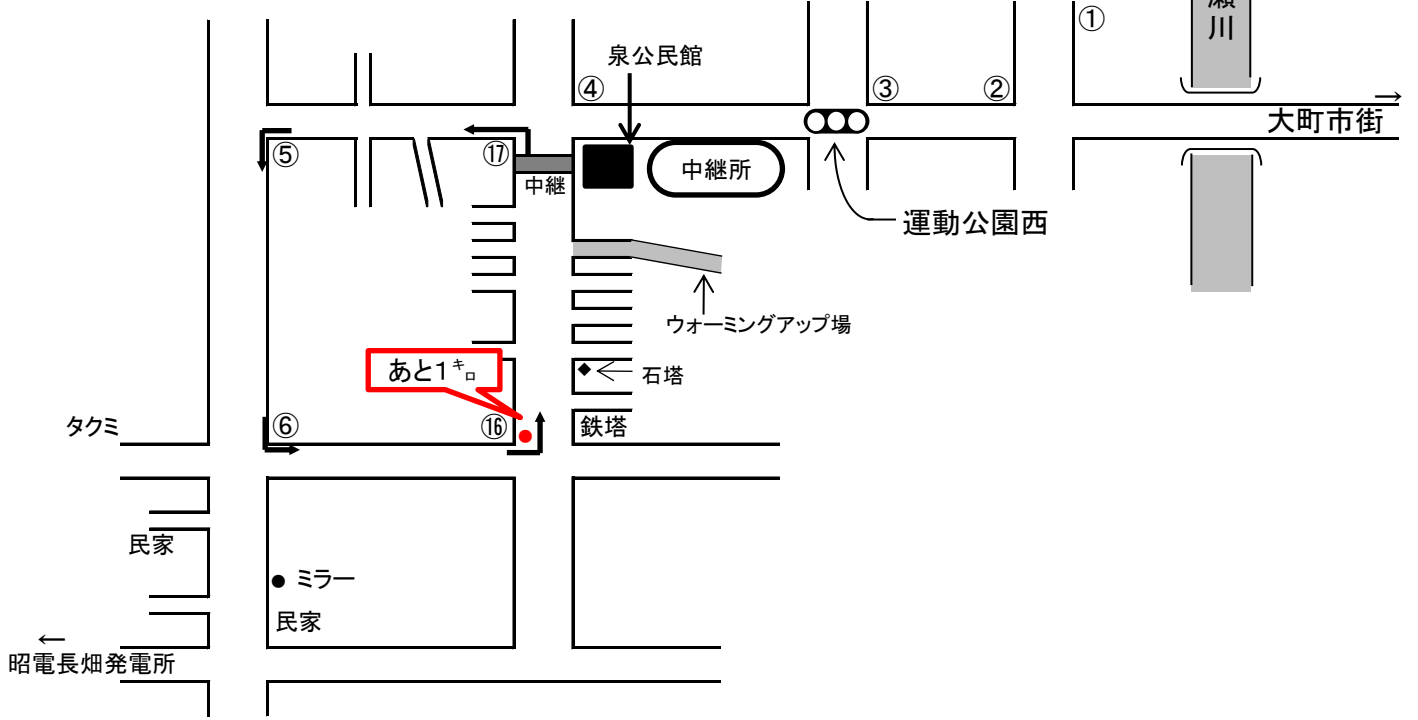 瀬川
①
泉公民館
④
③
②
→
大町市街
⑤
⑰
中継
中継所
運動公園西
ウォーミングアップ場
あと1㌔
石塔
タクミ
⑥
⑯
鉄塔
民家
ミラー
民家
←
昭電長畑発電所